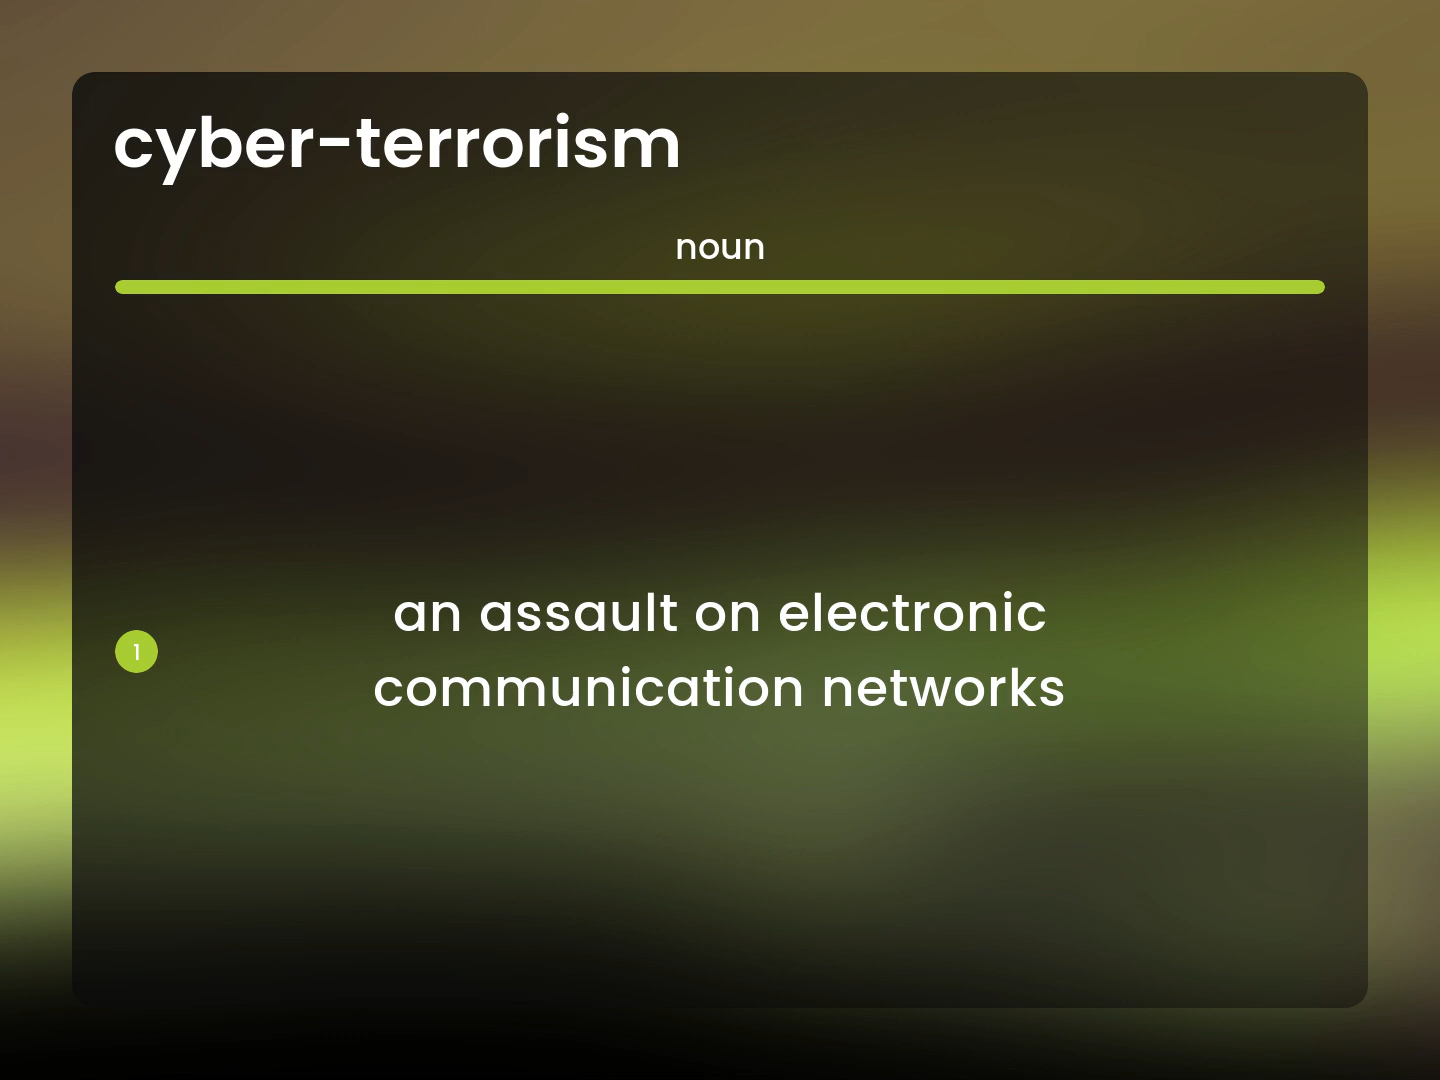 cyber-terrorism
noun
1
an assault on electronic
communication networks